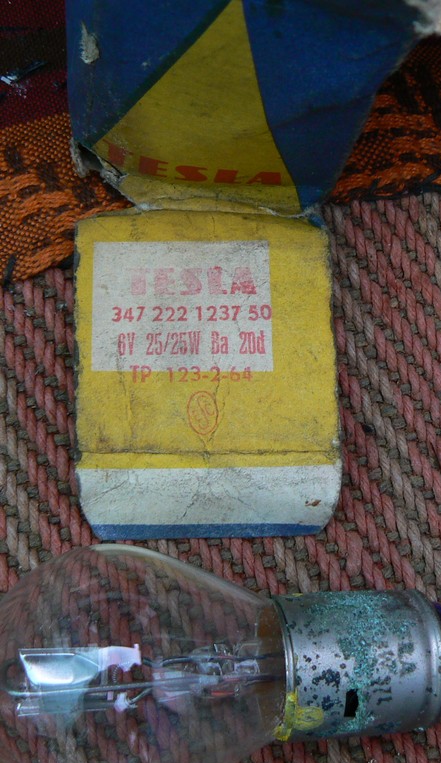 TESLA
TESLA
347 222 1237 50
6V 25/25W Ba 20d
TP 123-2-64